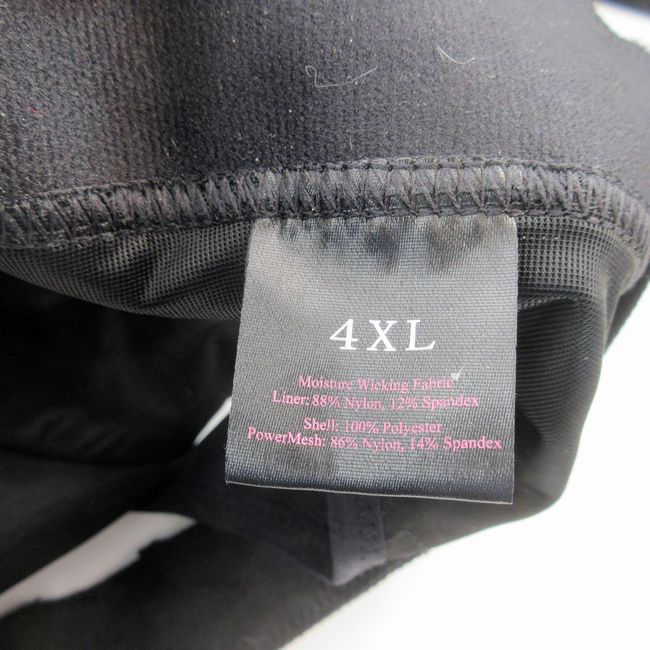 4XL
Moisture Wicking Fabric
Liner: 88% Nylon, 12% Spandex
Shell: 100% Polyester
PowerMesh: 86% Nylon, 14% Spandex